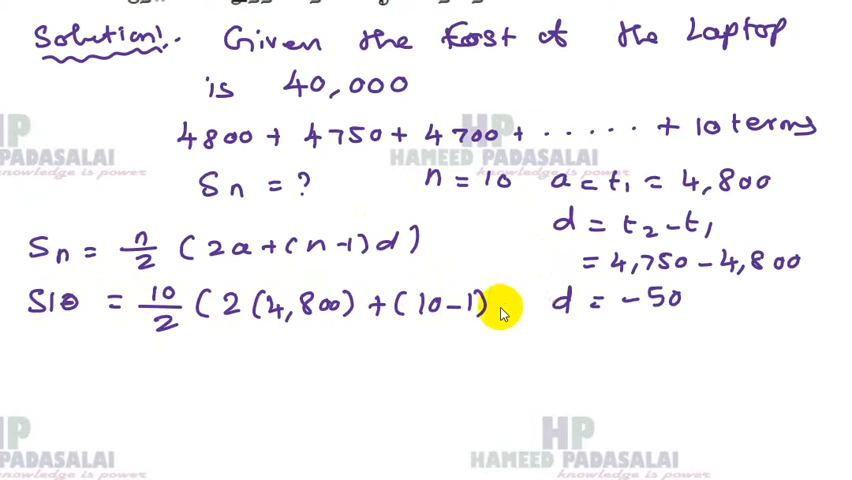 Solution:. Given the Cost of the Laptop
is 40,000
4800 + 4750 + 4700 + ..... + 10 terms
Sn = ? n = 10 a = t1 = 4,800
d = t2 - t1
Sn = n/2 (2a + (n-1)d)
= 4,750 - 4,800
S10 = 10/2 (2(4,800) + (10-1)
d = -50
HP
PADASALAI
knowledge is power
HP
HAMEED PADASALAI
knowledge is power
HP
PADASALAI
knowledge is power
HP
HAMEED PADASALAI
knowledge is power